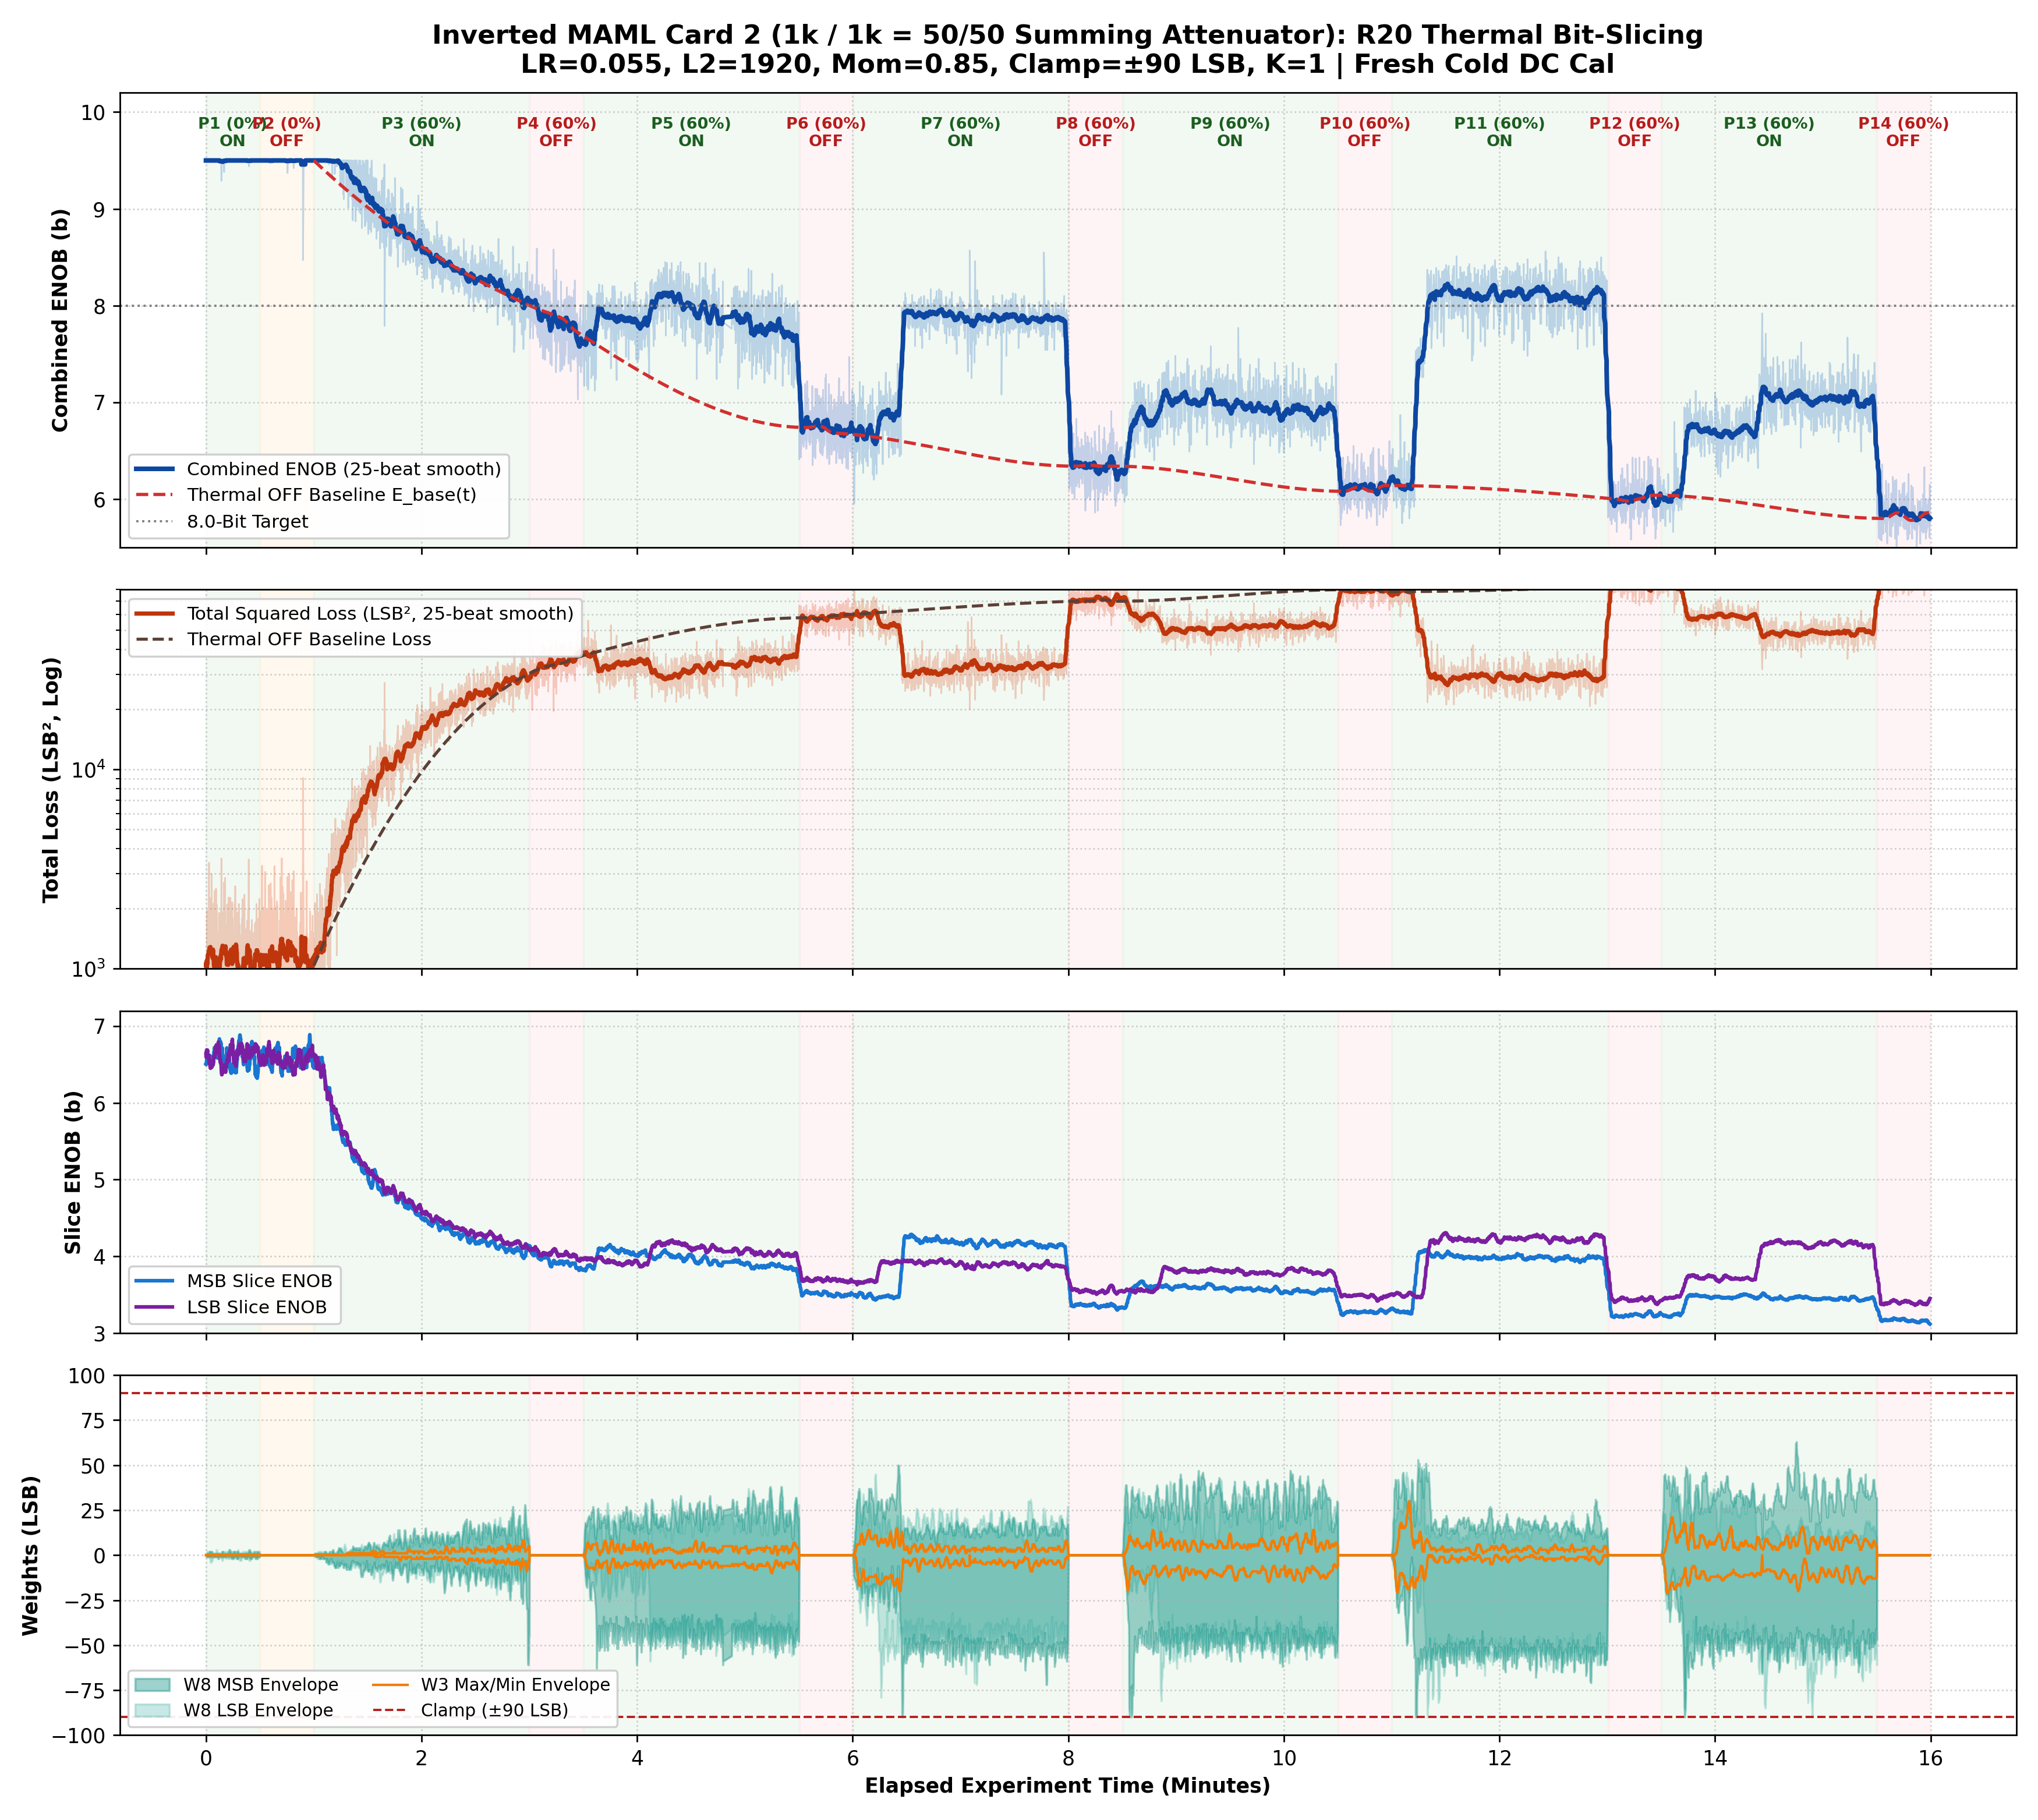 Inverted MAML Card 2 (1k / 1k = 50/50 Summing Attenuator): R20 Thermal Bit-Slicing
LR=0.055, L2=1920, Mom=0.85, Clamp=±90 LSB, K=1 | Fresh Cold DC Cal
P1 (0%)
ON
P2 (0%)
OFF
P3 (60%)
ON
P4 (60%)
OFF
P5 (60%)
ON
P6 (60%)
OFF
P7 (60%)
ON
P8 (60%)
OFF
P9 (60%)
ON
P10 (60%)
OFF
P11 (60%)
ON
P12 (60%)
OFF
P13 (60%)
ON
P14 (60%)
OFF
Combined ENOB (b)
10
9
8
7
6
Combined ENOB (25-beat smooth)
Thermal OFF Baseline E_base(t)
8.0-Bit Target
Total Loss (LSB², Log)
10⁴
10³
Total Squared Loss (LSB², 25-beat smooth)
Thermal OFF Baseline Loss
Slice ENOB (b)
7
6
5
4
3
MSB Slice ENOB
LSB Slice ENOB
Weights (LSB)
100
75
50
25
0
−25
−50
−75
−100
W8 MSB Envelope
W8 LSB Envelope
W3 Max/Min Envelope
Clamp (±90 LSB)
0 2 4 6 8 10 12 14 16
Elapsed Experiment Time (Minutes)